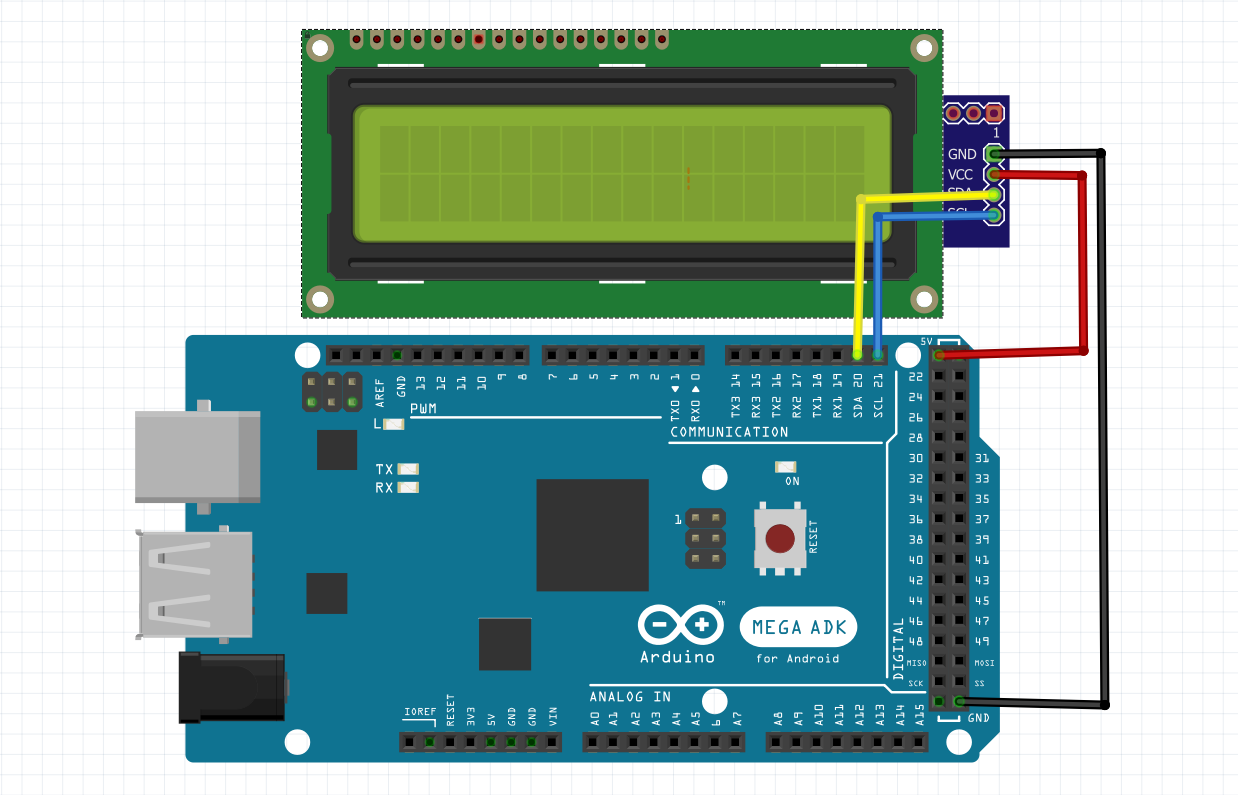 1
GND
VCC
SDA
SCL
5V
AREF
GND
13
12
11
10
9
8
7
6
5
4
3
2
TX0 ◀ 1
RX0 ▶ 0
TX3 14
RX3 15
TX2 16
RX2 17
TX1 18
RX1 19
SDA 20
SCL 21
PWM
COMMUNICATION
L
TX
RX
ON
RESET
1
22
24
26
28
30 31
32 33
34 35
36 37
38 39
40 41
42 43
44 45
46 47
48 49
MISO MOSI
SCK SS
GND
DIGITAL
Arduino
TM
MEGA ADK
for Android
ANALOG IN
IOREF
RESET
3V3
5V
GND
GND
VIN
A0
A1
A2
A3
A4
A5
6
A7
A8
A9
A10
A11
A12
A13
A14
A15